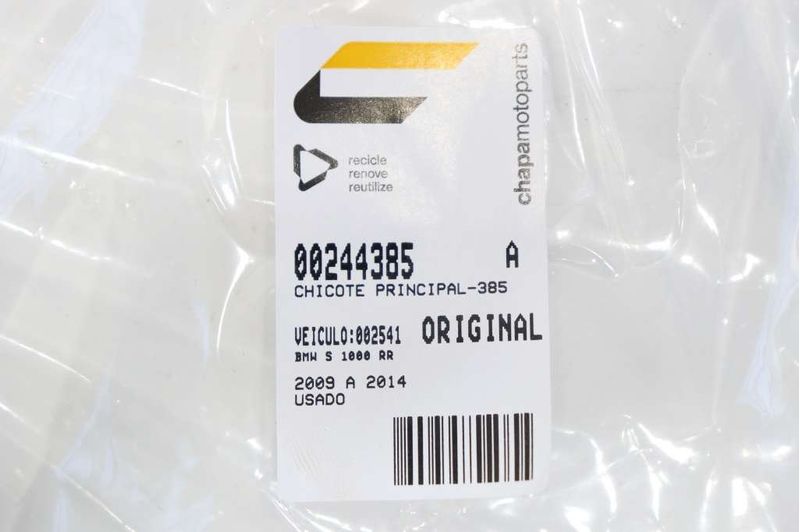 chapamotoparts
recicle
renove
reutilize
00244385 A
CHICOTE PRINCIPAL-385
VEICULO:002541 ORIGINAL
BMW S 1000 RR
2009 A 2014
USADO